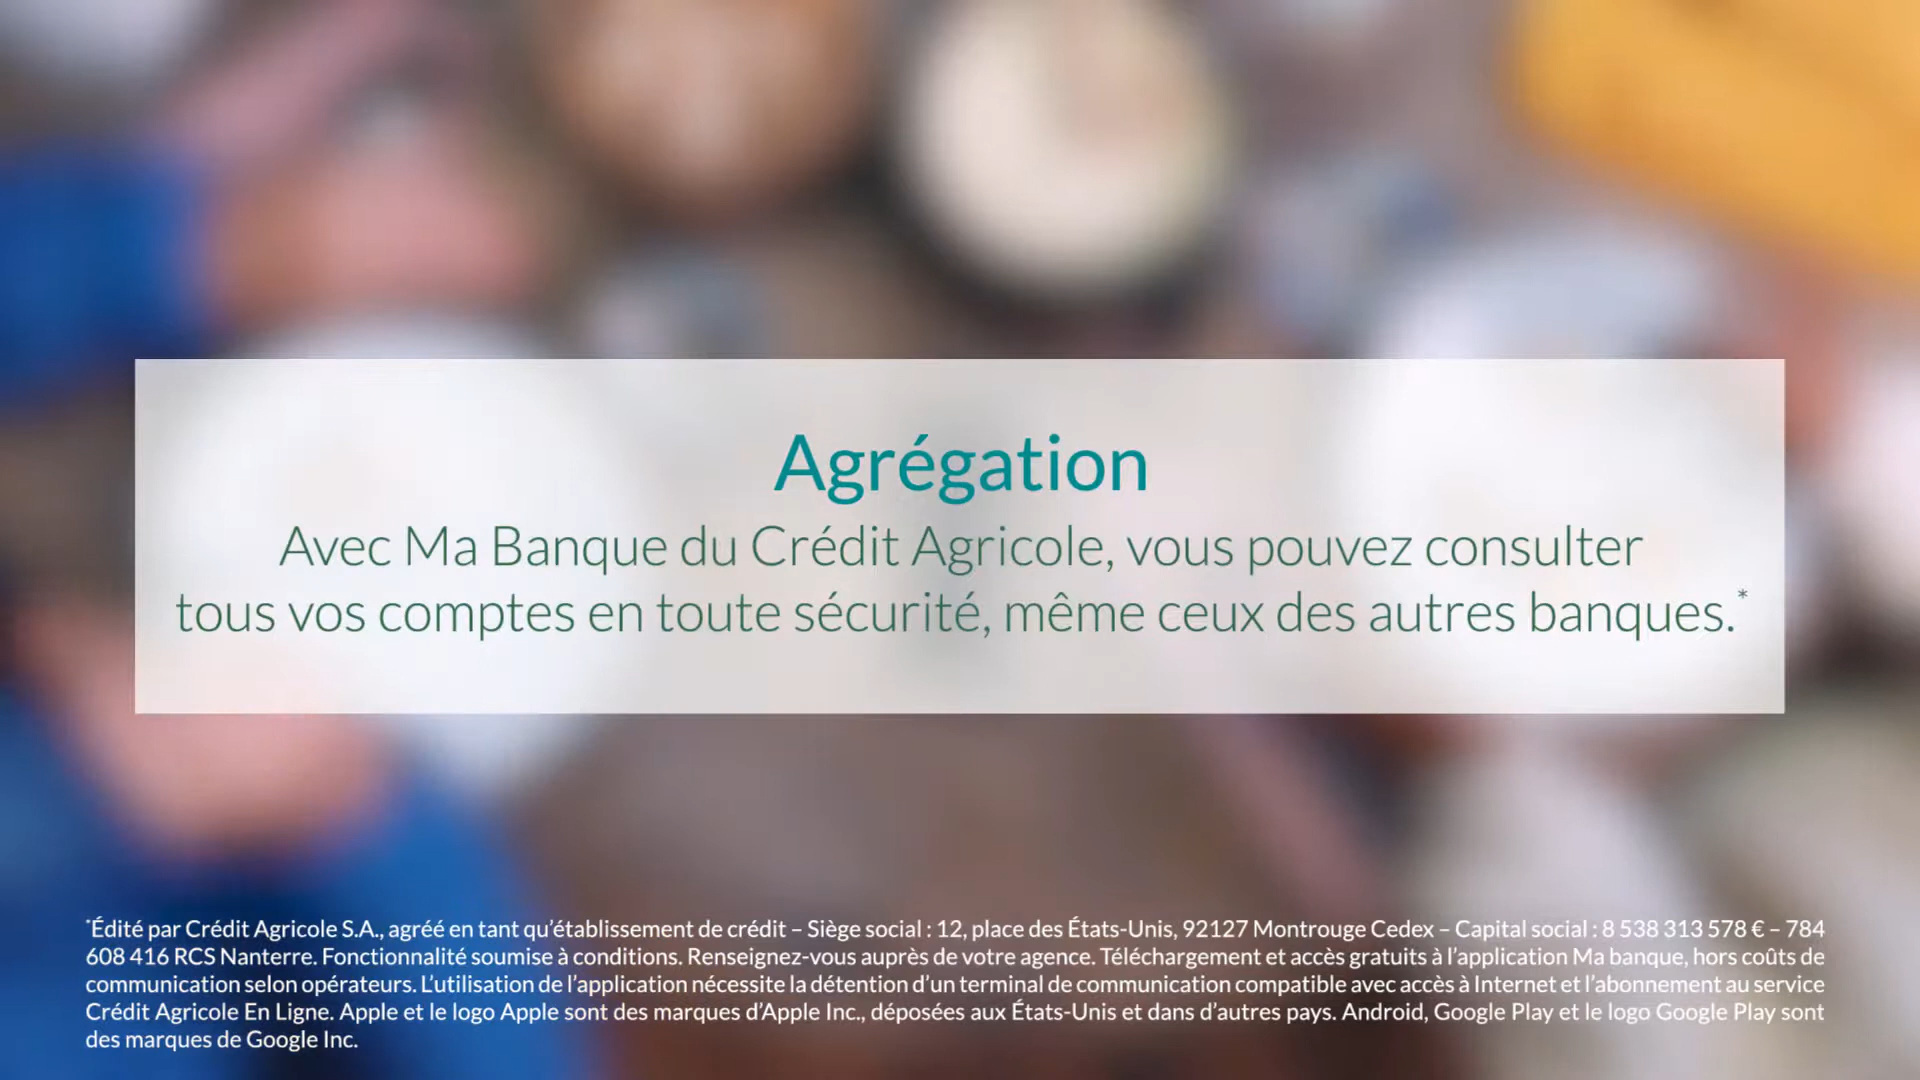 Agrégation
Avec Ma Banque du Crédit Agricole, vous pouvez consulter
tous vos comptes en toute sécurité, même ceux des autres banques.*
*Édité par Crédit Agricole S.A., agréé en tant qu’établissement de crédit – Siège social : 12, place des États-Unis, 92127 Montrouge Cedex – Capital social : 8 538 313 578 € – 784
608 416 RCS Nanterre. Fonctionnalité soumise à conditions. Renseignez-vous auprès de votre agence. Téléchargement et accès gratuits à l’application Ma banque, hors coûts de
communication selon opérateurs. L’utilisation de l’application nécessite la détention d’un terminal de communication compatible avec accès à Internet et l’abonnement au service
Crédit Agricole En Ligne. Apple et le logo Apple sont des marques d’Apple Inc., déposées aux États-Unis et dans d’autres pays. Android, Google Play et le logo Google Play sont
des marques de Google Inc.